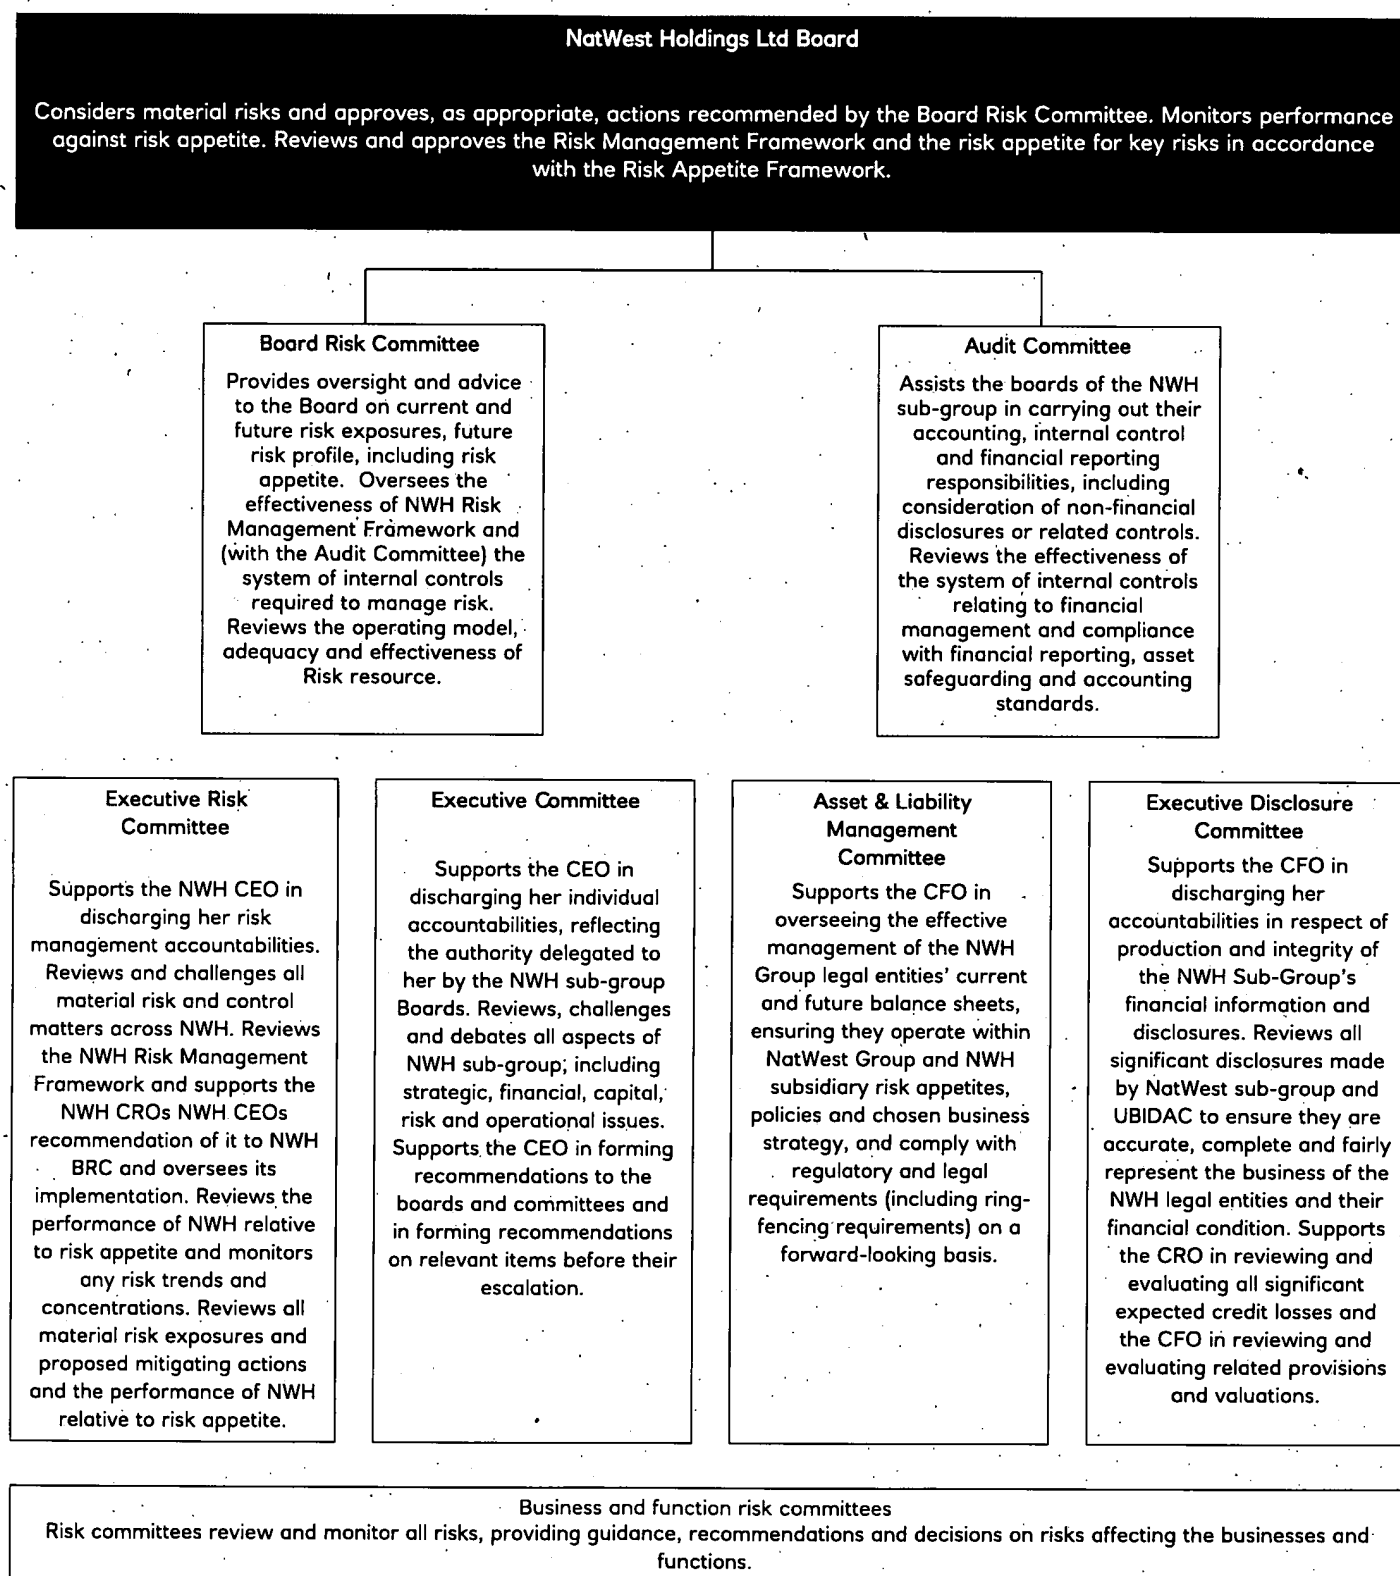 NatWest Holdings Ltd Board
Considers material risks and approves, as appropriate, actions recommended by the Board Risk Committee. Monitors performance
against risk appetite. Reviews and approves the Risk Management Framework and the risk appetite for key risks in accordance
with the Risk Appetite Framework.
Board Risk Committee
Provides oversight and advice
to the Board on current and
future risk exposures, future
risk profile, including risk
appetite. Oversees the
effectiveness of NWH Risk
Management Framework and
(with the Audit Committee) the
system of internal controls
required to manage risk.
Reviews the operating model,
adequacy and effectiveness of
Risk resource.
Audit Committee
Assists the boards of the NWH
sub-group in carrying out their
accounting, internal control
and financial reporting
responsibilities, including
consideration of non-financial
disclosures or related controls.
Reviews the effectiveness of
the system of internal controls
relating to financial
management and compliance
with financial reporting, asset
safeguarding and accounting
standards.
Executive Risk
Committee
Supports the NWH CEO in
discharging her risk
management accountabilities.
Reviews and challenges all
material risk and control
matters across NWH. Reviews
the NWH Risk Management
Framework and supports the
NWH CROs NWH CEOs
recommendation of it to NWH
BRC and oversees its
implementation. Reviews the
performance of NWH relative
to risk appetite and monitors
any risk trends and
concentrations. Reviews all
material risk exposures and
proposed mitigating actions
and the performance of NWH
relative to risk appetite.
Executive Committee
Supports the CEO in
discharging her individual
accountabilities, reflecting
the authority delegated to
her by the NWH sub-group
Boards. Reviews, challenges
and debates all aspects of
NWH sub-group; including
strategic, financial, capital,
risk and operational issues.
Supports the CEO in forming
recommendations to the
boards and committees and
in forming recommendations
on relevant items before their
escalation.
Asset & Liability
Management
Committee
Supports the CFO in
overseeing the effective
management of the NWH
Group legal entities' current
and future balance sheets,
ensuring they operate within
NatWest Group and NWH
subsidiary risk appetites,
policies and chosen business
strategy, and comply with
regulatory and legal
requirements (including ring-
fencing requirements) on a
forward-looking basis.
Executive Disclosure
Committee
Supports the CFO in
discharging her
accountabilities in respect of
production and integrity of
the NWH Sub-Group's
financial information and
disclosures. Reviews all
significant disclosures made
by NatWest sub-group and
UBIDAC to ensure they are
accurate, complete and fairly
represent the business of the
NWH legal entities and their
financial condition. Supports
the CRO in reviewing and
evaluating all significant
expected credit losses and
the CFO in reviewing and
evaluating related provisions
and valuations.
Business and function risk committees
Risk committees review and monitor all risks, providing guidance, recommendations and decisions on risks affecting the businesses and
functions.